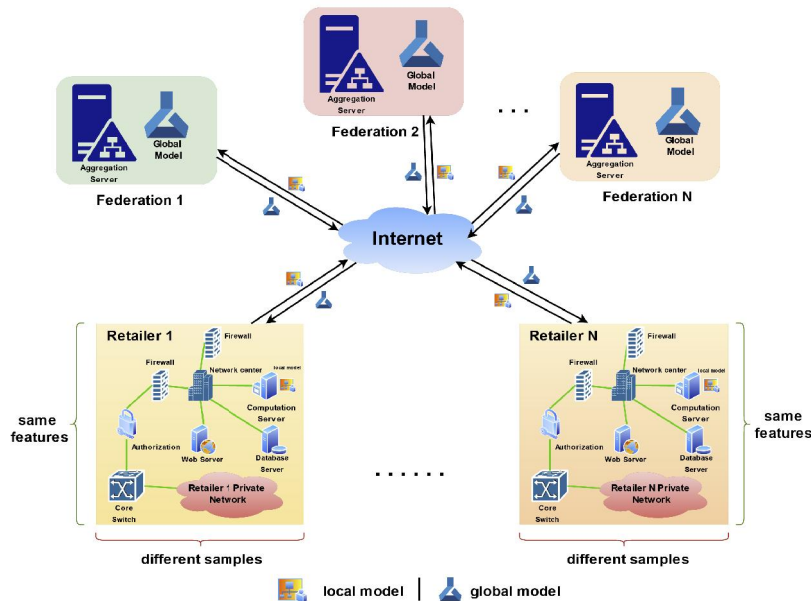 Global
Model
Aggregation
Server
Federation 2
Global
Model
Aggregation
Server
Federation 1
. . .
Global
Model
Aggregation
Server
Federation N
Internet
same
features
Retailer 1
Firewall
Firewall
Network center
local model
Computation
Server
Authorization
Web Server
Database
Server
Core
Switch
Retailer 1 Private
Network
different samples
. . . . . .
Retailer N
Firewall
Firewall
Network center
local model
Computation
Server
Authorization
Web Server
Database
Server
Core
Switch
Retailer N Private
Network
different samples
same
features
local model | global model